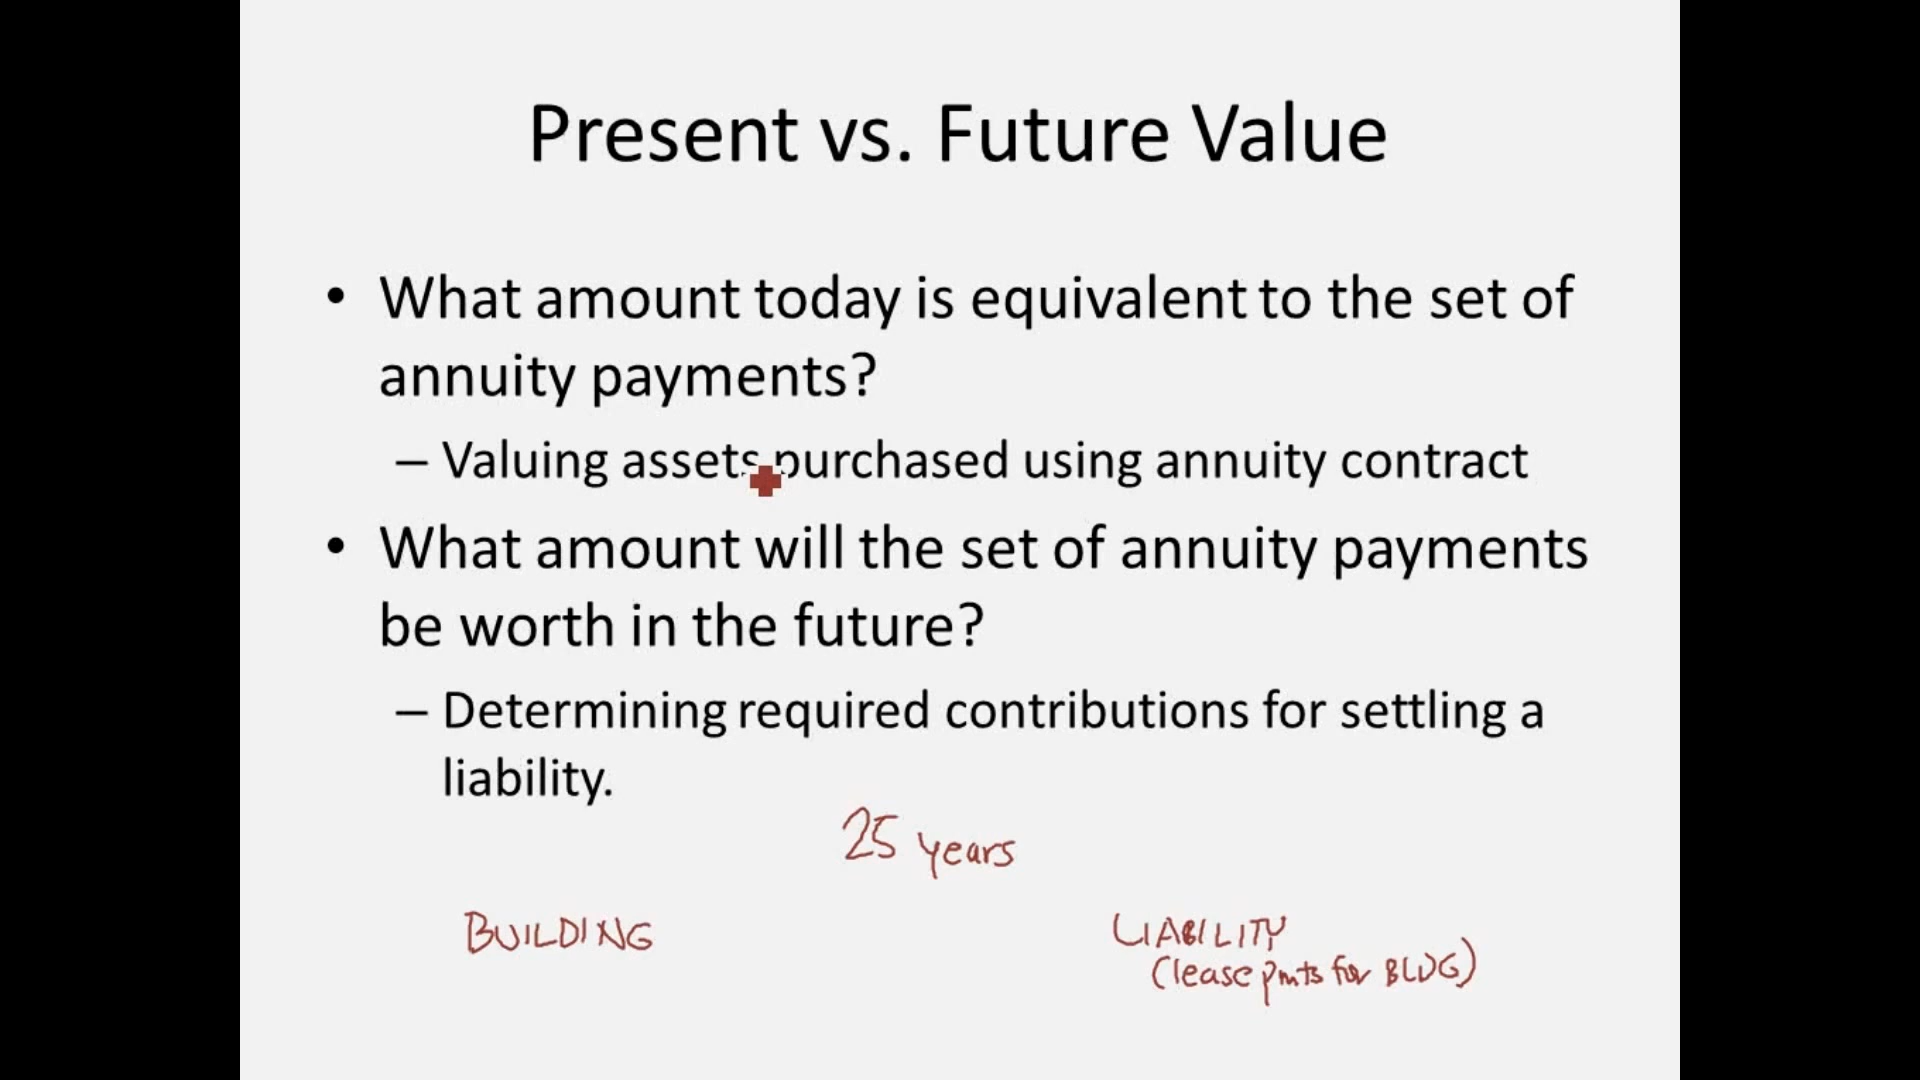 Present vs. Future Value
• What amount today is equivalent to the set of
annuity payments?
– Valuing assets purchased using annuity contract
• What amount will the set of annuity payments
be worth in the future?
– Determining required contributions for settling a
liability.
25 years
BUILDING
LIABILITY
(lease pmts for BLDG)